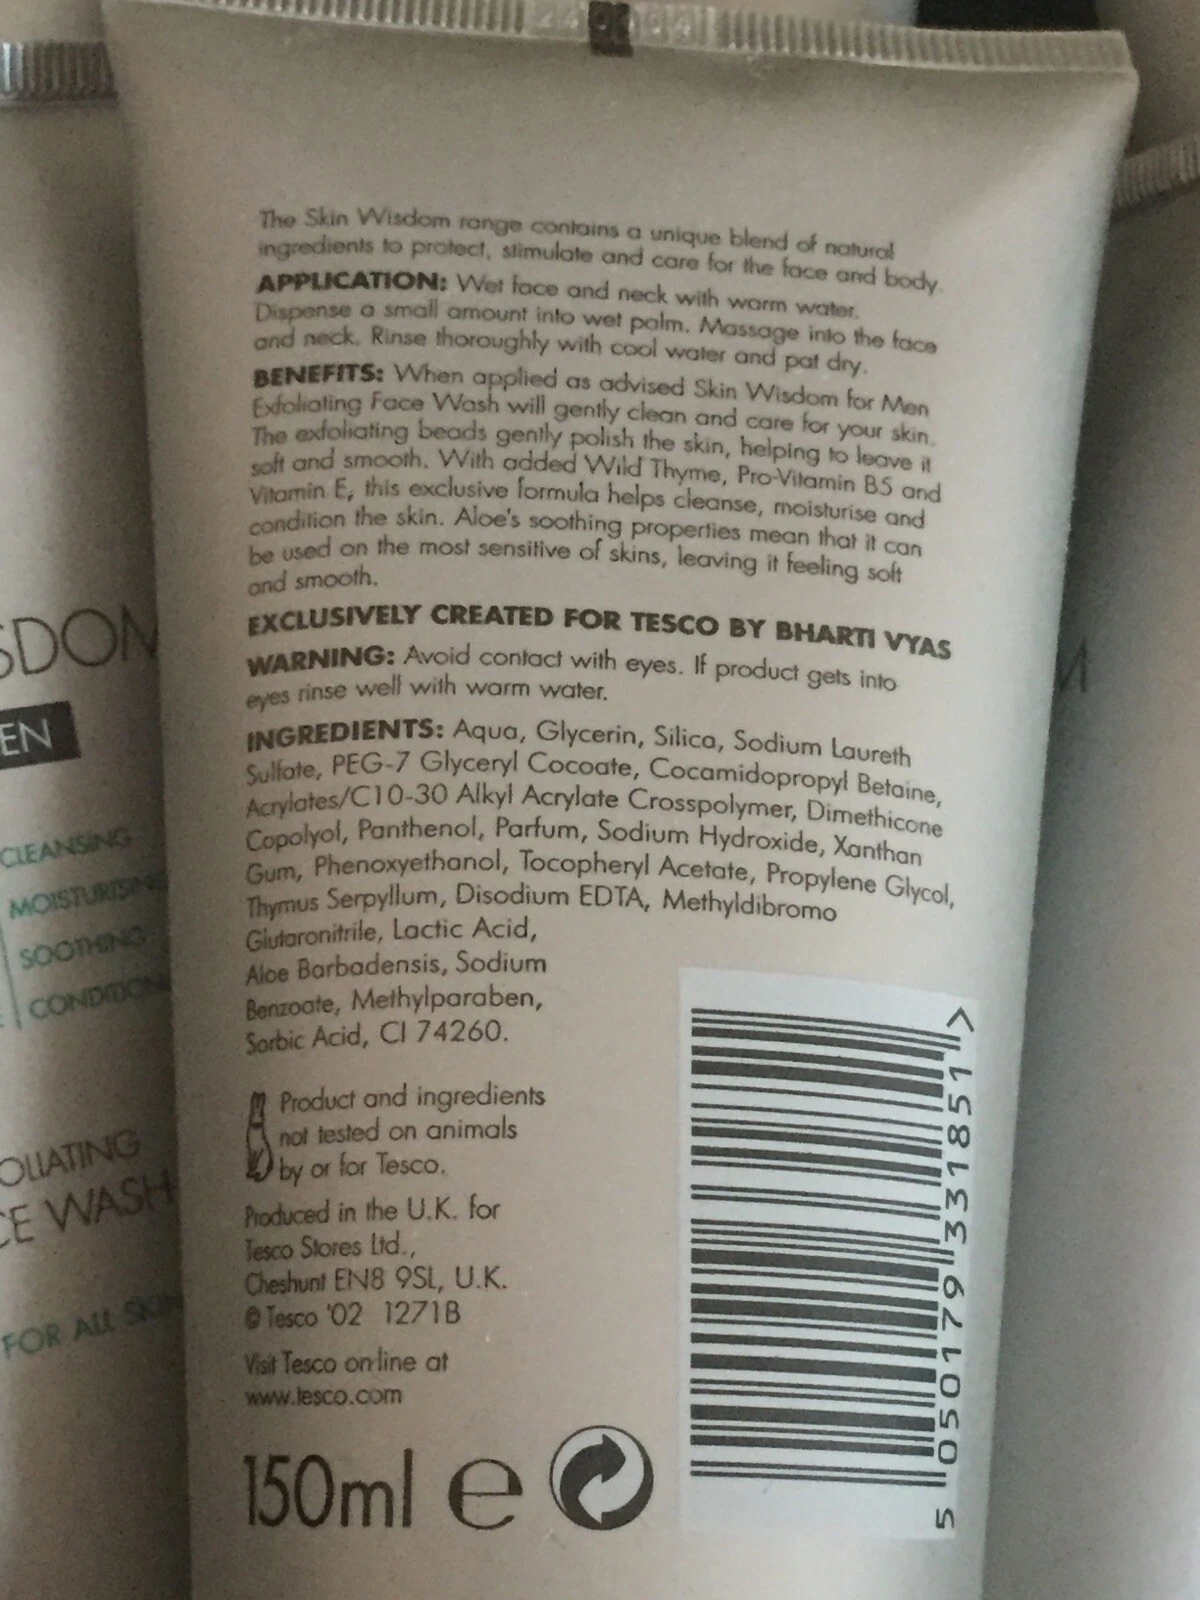 The Skin Wisdom range contains a unique blend of natural
ingredients to protect, stimulate and care for the face and body.
APPLICATION: Wet face and neck with warm water.
Dispense a small amount into wet palm. Massage into the face
and neck. Rinse thoroughly with cool water and pat dry.
BENEFITS: When applied as advised Skin Wisdom for Men
Exfoliating Face Wash will gently clean and care for your skin.
The exfoliating beads gently polish the skin, helping to leave it
soft and smooth. With added Wild Thyme, Pro-Vitamin B5 and
Vitamin E, this exclusive formula helps cleanse, moisturise and
condition the skin. Aloe's soothing properties mean that it can
be used on the most sensitive of skins, leaving it feeling soft
and smooth.
EXCLUSIVELY CREATED FOR TESCO BY BHARTI VYAS
WARNING: Avoid contact with eyes. If product gets into
eyes rinse well with warm water.
INGREDIENTS: Aqua, Glycerin, Silica, Sodium Laureth
Sulfate, PEG-7 Glyceryl Cocoate, Cocamidopropyl Betaine,
Acrylates/C10-30 Alkyl Acrylate Crosspolymer, Dimethicone
Copolyol, Panthenol, Parfum, Sodium Hydroxide, Xanthan
Gum, Phenoxyethanol, Tocopheryl Acetate, Propylene Glycol,
Thymus Serpyllum, Disodium EDTA, Methyldibromo
Glutaronitrile, Lactic Acid,
Aloe Barbadensis, Sodium
Benzoate, Methylparaben,
Sorbic Acid, CI 74260.
Product and ingredients
not tested on animals
by or for Tesco.
Produced in the U.K. for
Tesco Stores Ltd.,
Cheshunt EN8 9SL, U.K.
© Tesco '02 1271B
Visit Tesco on-line at
www.tesco.com
150ml e
5 050179 331851 >
SDOM
EN
CLEANSING
MOISTURISING
SOOTHING
CONDITION
OLIATING
CE WASH
FOR ALL SKIN
M